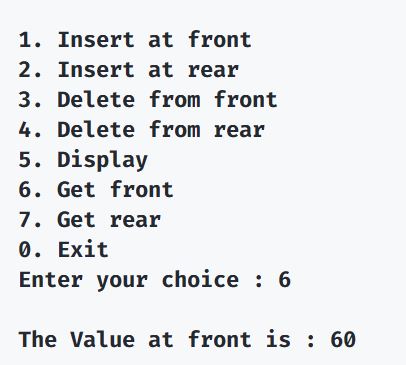 1. Insert at front
2. Insert at rear
3. Delete from front
4. Delete from rear
5. Display
6. Get front
7. Get rear
0. Exit
Enter your choice : 6
The Value at front is : 60